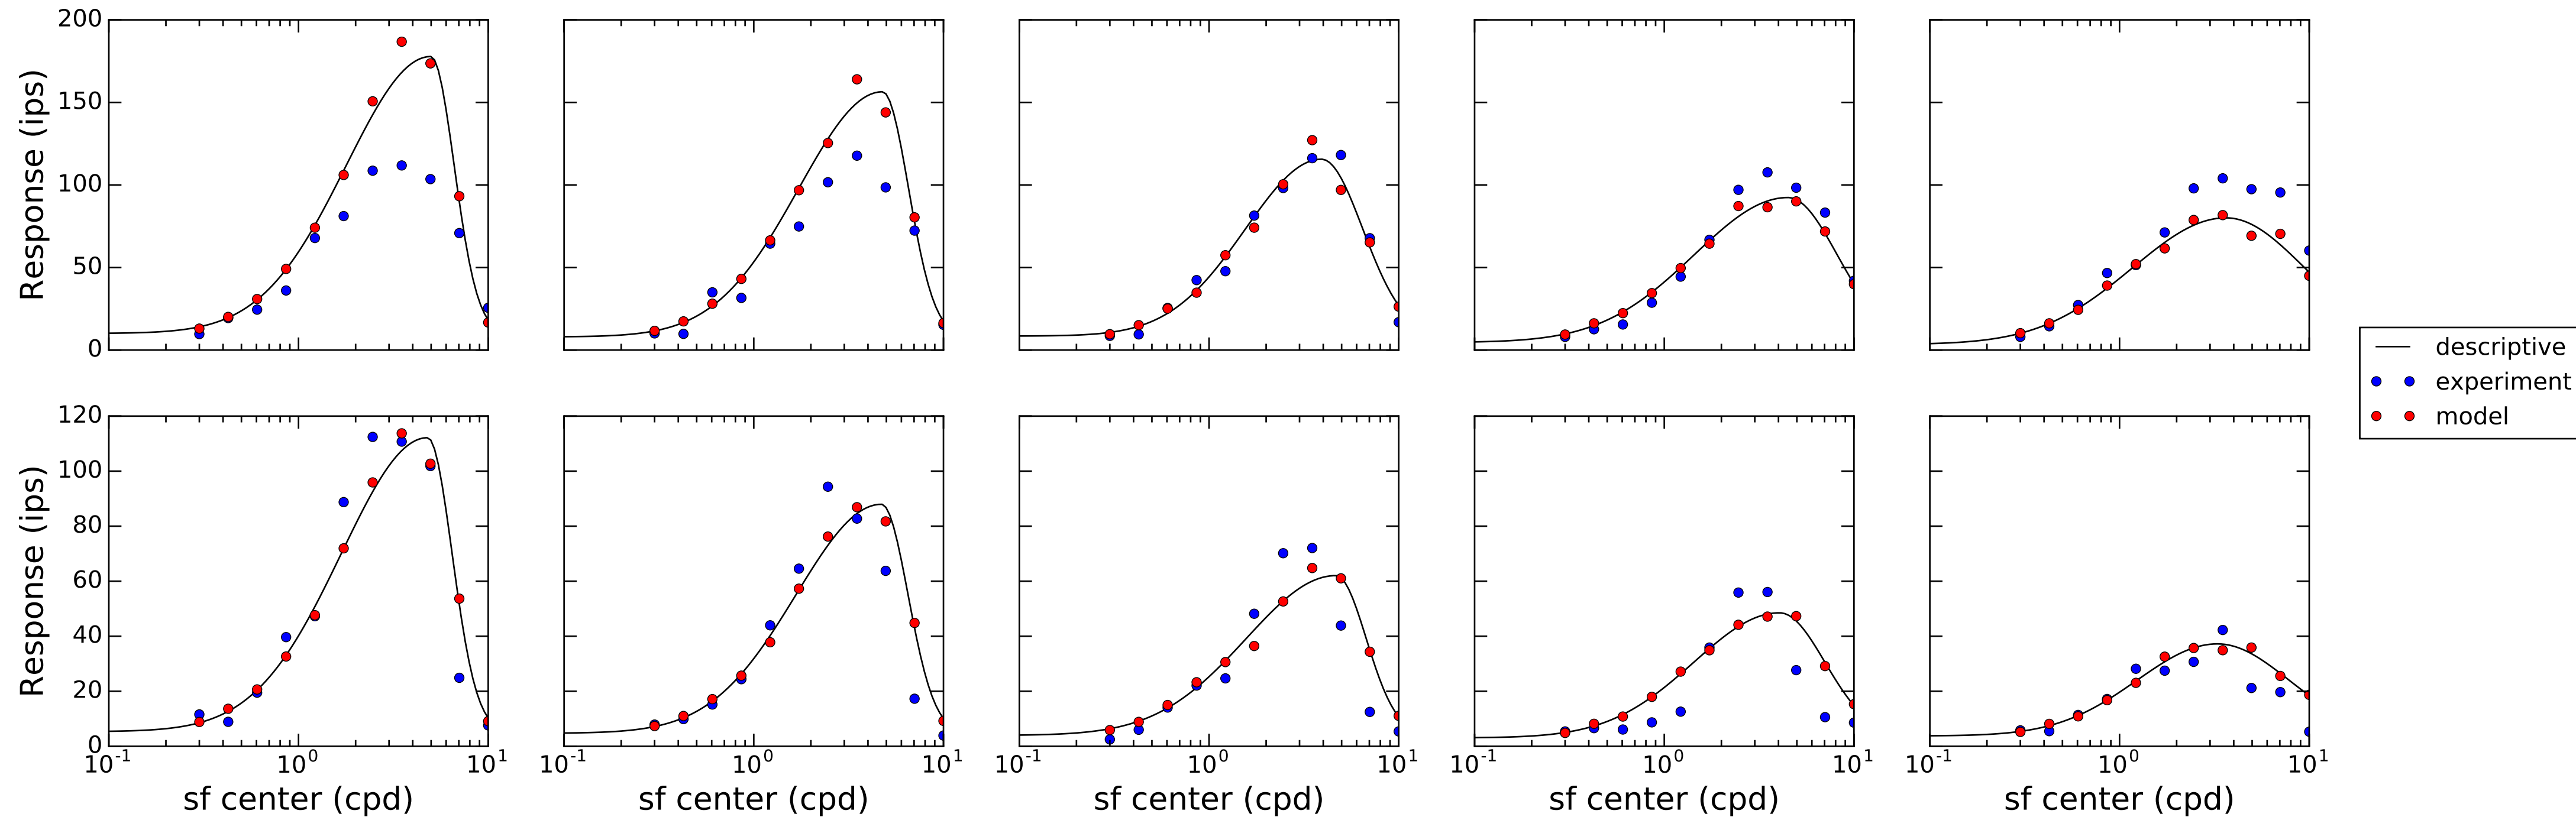 200
150
100
50
0
Response (ips)
descriptive
experiment
model
120
100
80
60
40
20
0
Response (ips)
10^-1 10^0 10^1 10^-1 10^0 10^1 10^-1 10^0 10^1 10^-1 10^0 10^1 10^-1 10^0 10^1
sf center (cpd) sf center (cpd) sf center (cpd) sf center (cpd) sf center (cpd)